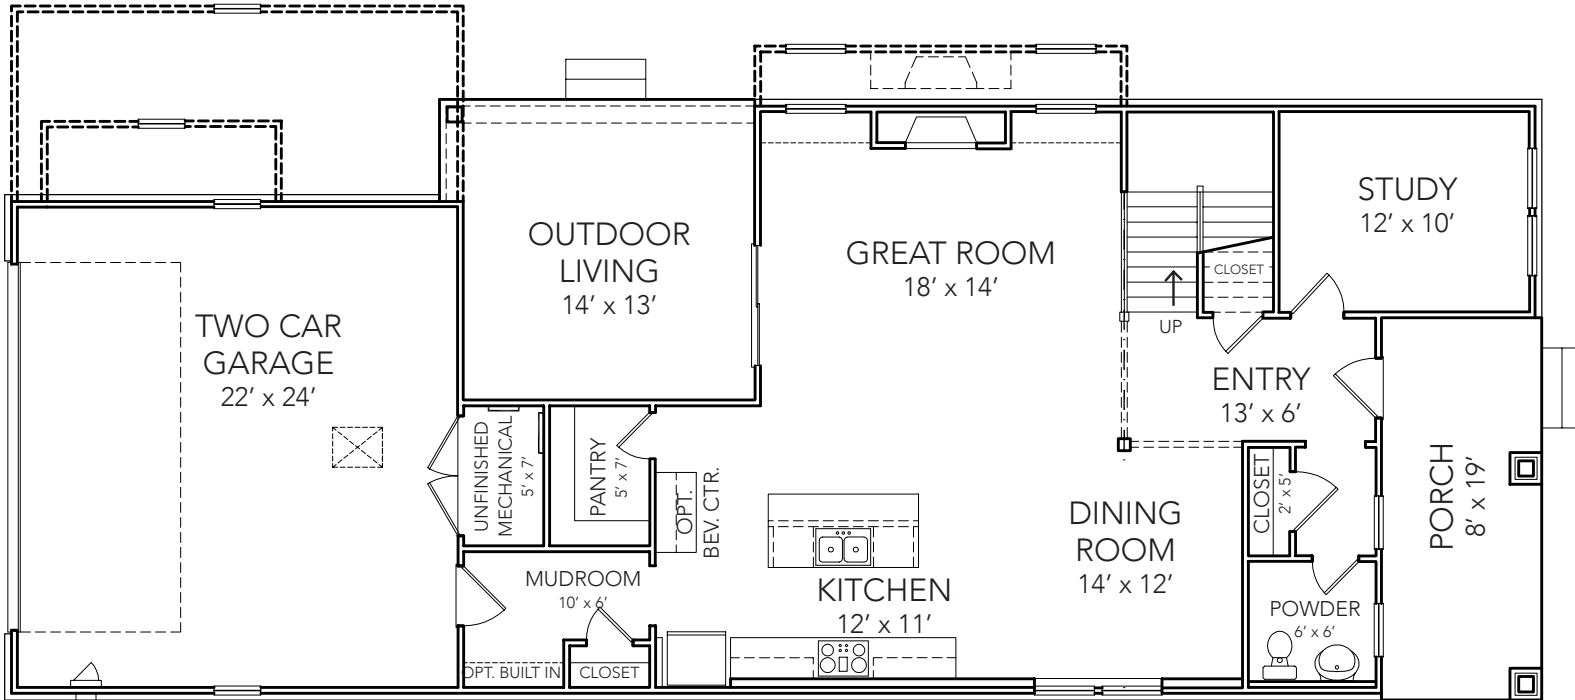 STUDY
12’ x 10’
OUTDOOR
LIVING
14’ x 13’
GREAT ROOM
18’ x 14’
CLOSET
UP
TWO CAR
GARAGE
22’ x 24’
ENTRY
13’ x 6’
UNFINISHED
MECHANICAL
5’ x 7’
PANTRY
5’ x 7’
OPT.
BEV. CTR.
CLOSET
2’ x 5’
PORCH
8’ x 19’
DINING
ROOM
14’ x 12’
MUDROOM
10’ x 6’
KITCHEN
12’ x 11’
POWDER
6’ x 6’
OPT. BUILT IN
CLOSET